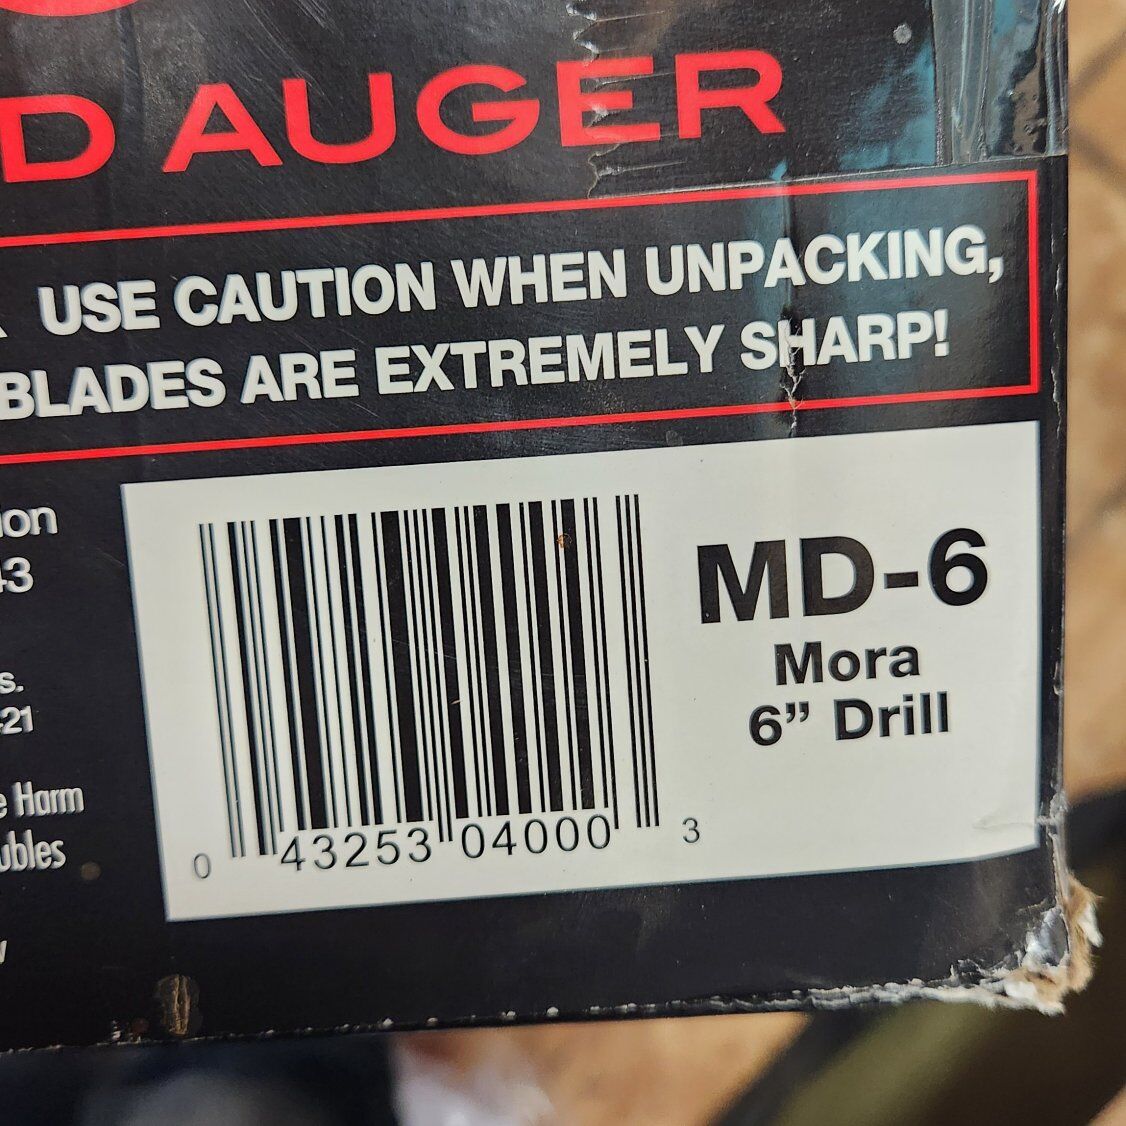 D AUGER
USE CAUTION WHEN UNPACKING,
BLADES ARE EXTREMELY SHARP!
ion
43
s.
-21
e Harm
ubles
MD-6
Mora
6” Drill
0 43253 04000 3